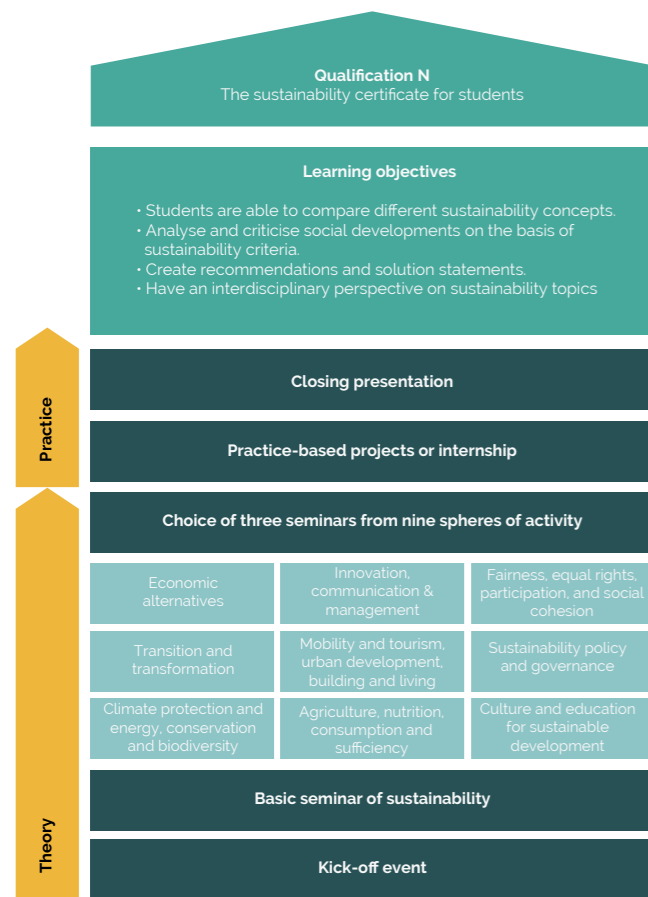 Qualification N
The sustainability certificate for students
Learning objectives
• Students are able to compare different sustainability concepts.
• Analyse and criticise social developments on the basis of
sustainability criteria.
• Create recommendations and solution statements.
• Have an interdisciplinary perspective on sustainability topics
Practice
Closing presentation
Practice-based projects or internship
Choice of three seminars from nine spheres of activity
Economic
alternatives
Innovation,
communication &
management
Fairness, equal rights,
participation, and social
cohesion
Transition and
transformation
Mobility and tourism,
urban development,
building and living
Sustainability policy
and governance
Climate protection and
energy, conservation
and biodiversity
Agriculture, nutrition,
consumption and
sufficiency
Culture and education
for sustainable
development
Theory
Basic seminar of sustainability
Kick-off event